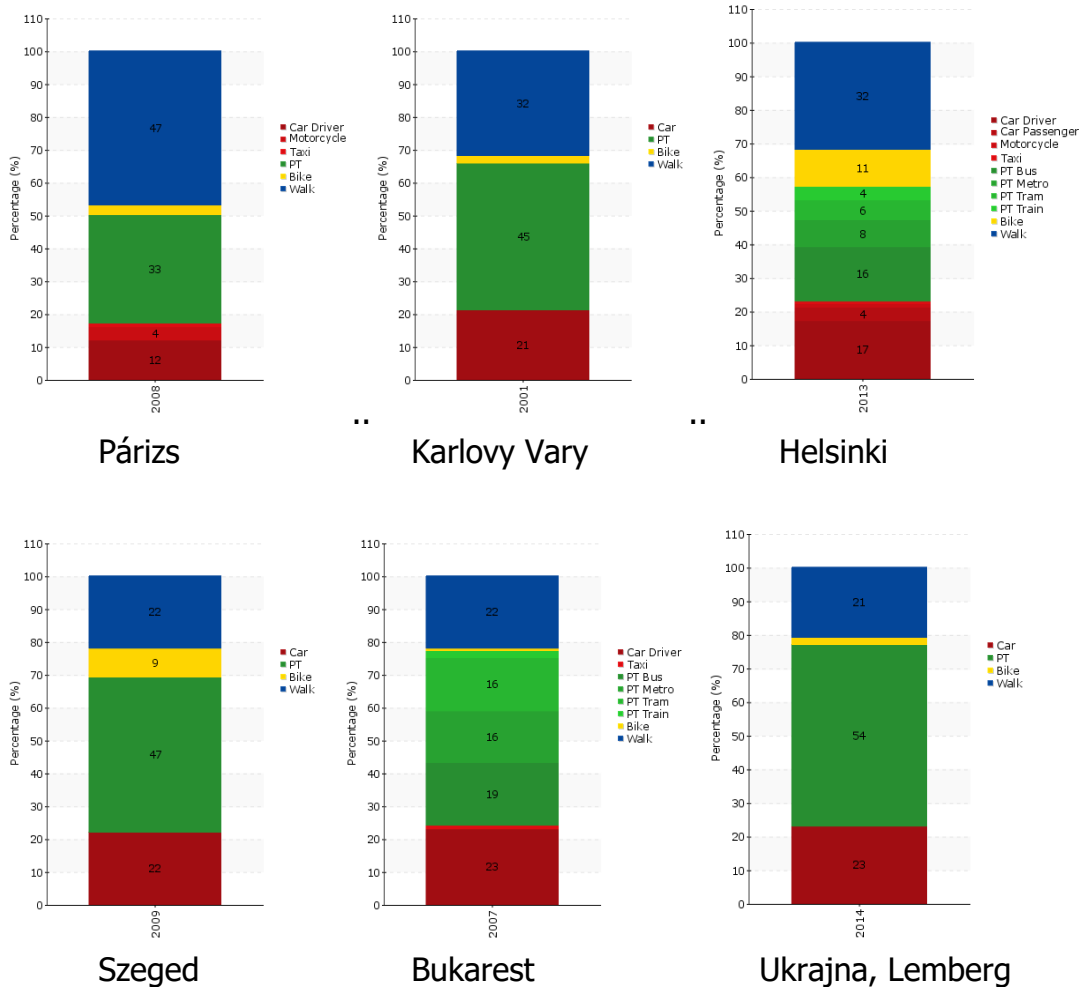 110
100
90
80
70
60
50
40
30
20
10
0
Percentage (%)
47
33
4
12
2008
Car Driver
Motorcycle
Taxi
PT
Bike
Walk
Párizs
110
100
90
80
70
60
50
40
30
20
10
0
Percentage (%)
32
45
21
2001
Car
PT
Bike
Walk
Karlovy Vary
110
100
90
80
70
60
50
40
30
20
10
0
Percentage (%)
32
11
4
6
8
16
4
17
2013
Car Driver
Car Passenger
Motorcycle
Taxi
PT Bus
PT Metro
PT Tram
PT Train
Bike
Walk
Helsinki
110
100
90
80
70
60
50
40
30
20
10
0
Percentage (%)
22
9
47
22
2009
Car
PT
Bike
Walk
Szeged
110
100
90
80
70
60
50
40
30
20
10
0
Percentage (%)
22
16
16
19
23
2007
Car Driver
Taxi
PT Bus
PT Metro
PT Tram
PT Train
Bike
Walk
Bukarest
110
100
90
80
70
60
50
40
30
20
10
0
Percentage (%)
21
54
23
2014
Car
PT
Bike
Walk
Ukrajna, Lemberg